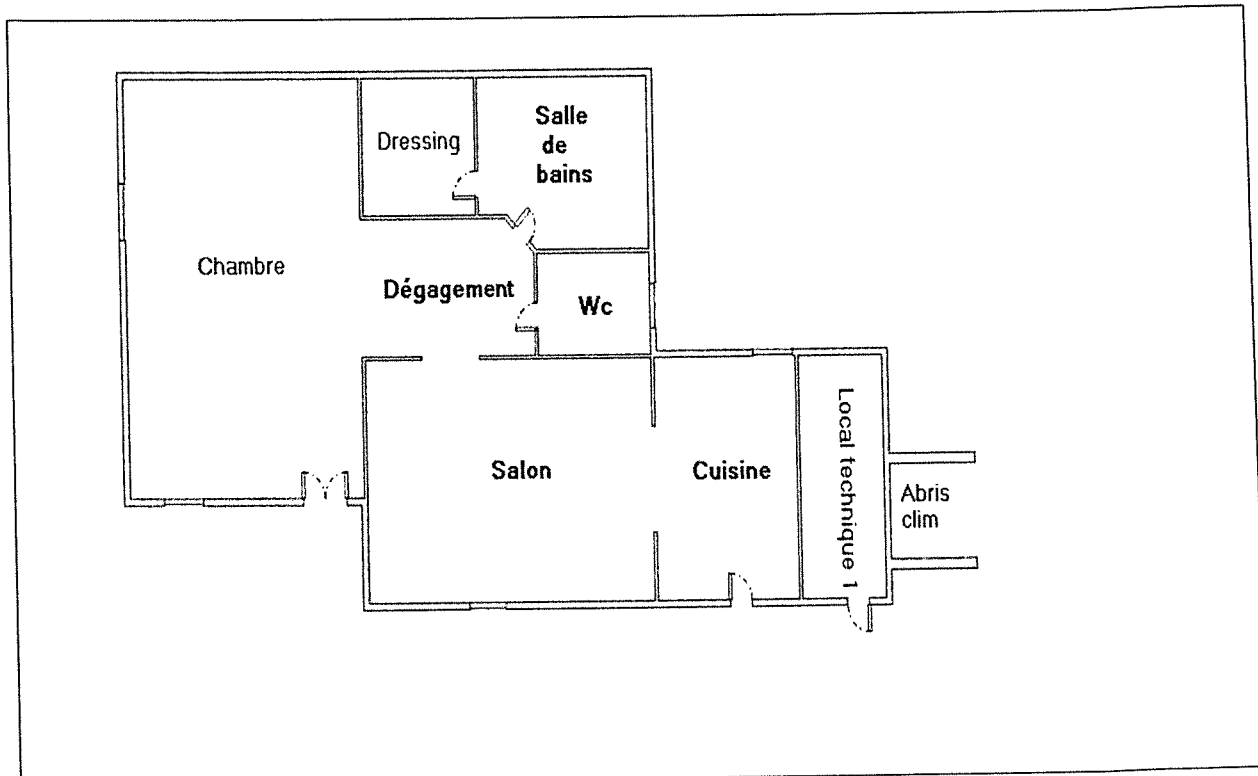 Salle
de
bains
Dressing
Chambre
Dégagement
Wc
Salon
Cuisine
Local technique 1
Abris
clim